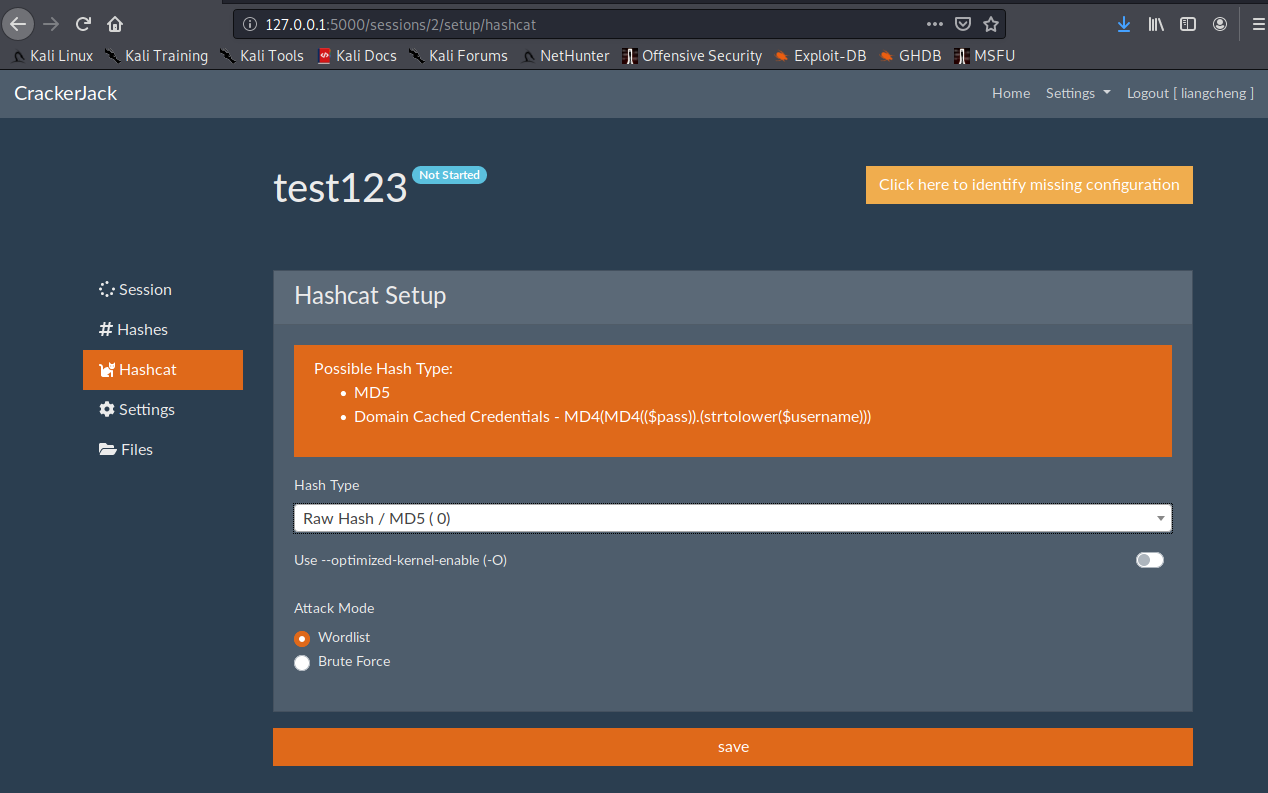 127.0.0.1:5000/sessions/2/setup/hashcat
Kali Linux Kali Training Kali Tools Kali Docs Kali Forums NetHunter Offensive Security Exploit-DB GHDB MSFU
CrackerJack Home Settings Logout [ liangcheng ]
test123 Not Started Click here to identify missing configuration
Session
Hashes
Hashcat
Settings
Files
Hashcat Setup
Possible Hash Type:
• MD5
• Domain Cached Credentials - MD4(MD4(($pass)).(strtolower($username)))
Hash Type
Raw Hash / MD5 ( 0)
Use --optimized-kernel-enable (-O)
Attack Mode
Wordlist
Brute Force
save